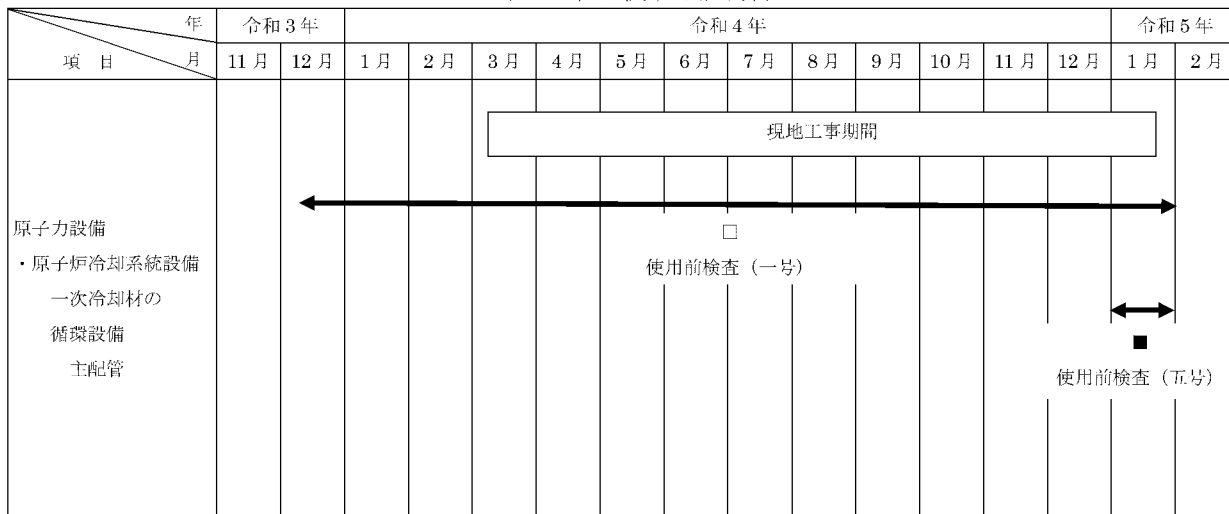 年
令和3年
令和4年
令和5年
項 目
月
11月 12月 1月 2月 3月 4月 5月 6月 7月 8月 9月 10月 11月 12月 1月 2月
現地工事期間
原子力設備
□
・原子炉冷却系統設備
使用前検査（一号）
一次冷却材の
循環設備
■
主配管
使用前検査（五号）